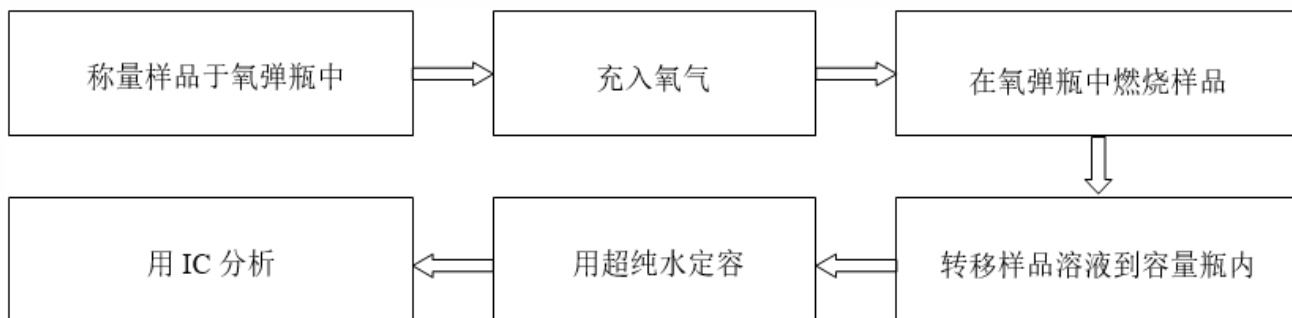 称量样品于氧弹瓶中
充入氧气
在氧弹瓶中燃烧样品
转移样品溶液到容量瓶内
用超纯水定容
用 IC 分析